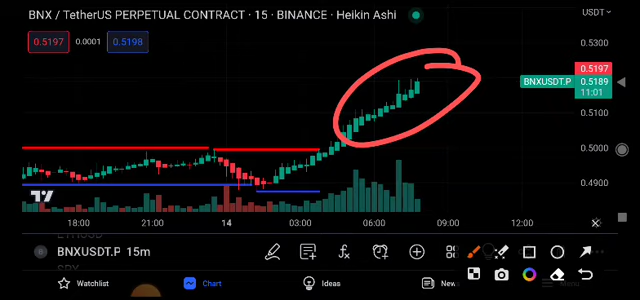 BNX / TetherUS PERPETUAL CONTRACT · 15 · BINANCE · Heikin Ashi
USDT
0.5197 0.0001 0.5198
0.5300
0.5197
BNXUSDT.P 0.5189
11:01
0.5100
0.5000
0.4900
18:00 21:00 14 03:00 06:00 09:00 12:00
BNXUSDT.P 15m
Watchlist Chart Ideas New Menu